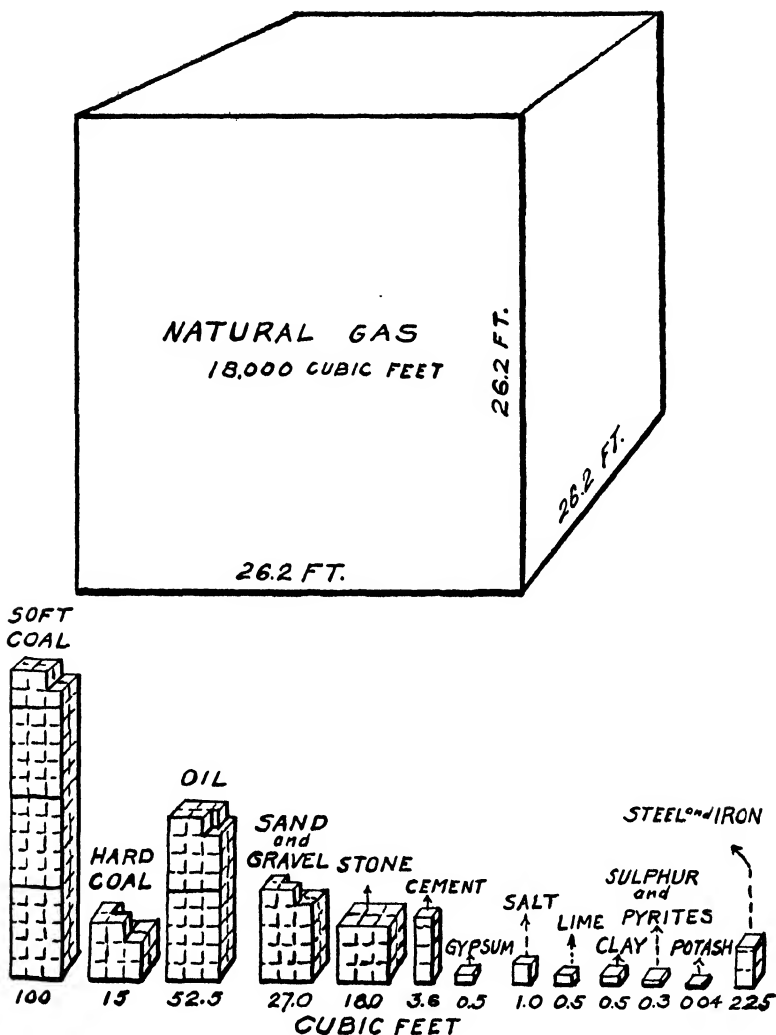 NATURAL GAS
18,000 CUBIC FEET
26.2 FT.
26.2 FT.
26.2 FT.
SOFT
COAL
HARD
COAL
OIL
SAND
and
GRAVEL
STONE
CEMENT
GYPSUM
SALT
LIME
CLAY
SULPHUR
and
PYRITES
POTASH
STEEL and IRON
100 15 52.5 27.0 18.0 3.6 0.5 1.0 0.5 0.5 0.3 0.04 2.25
CUBIC FEET